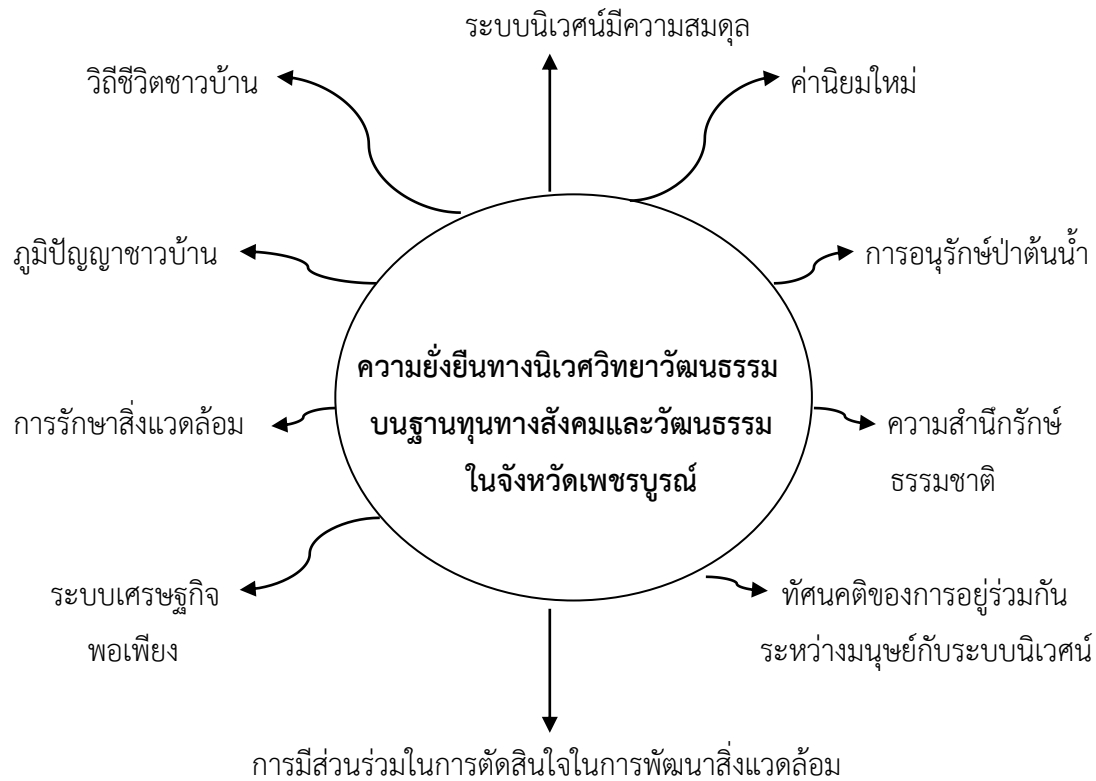 ระบบนิเวศน์มีความสมดุล
วิถีชีวิตชาวบ้าน
ค่านิยมใหม่
ภูมิปัญญาชาวบ้าน
การอนุรักษ์ป่าต้นน้ำ
ความยั่งยืนทางนิเวศวิทยาวัฒนธรรม
บนฐานทุนทางสังคมและวัฒนธรรม
ในจังหวัดเพชรบูรณ์
การรักษาสิ่งแวดล้อม
ความสำนึกรักษ์
ธรรมชาติ
ระบบเศรษฐกิจ
พอเพียง
ทัศนคติของการอยู่ร่วมกัน
ระหว่างมนุษย์กับระบบนิเวศน์
การมีส่วนร่วมในการตัดสินใจในการพัฒนาสิ่งแวดล้อม